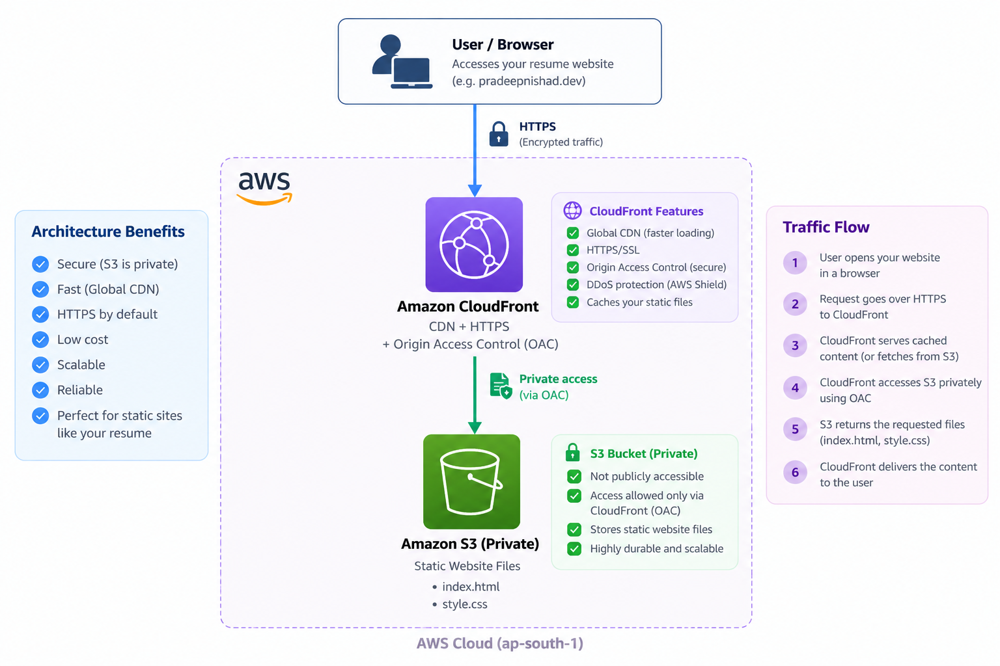 User / Browser
Accesses your resume website
(e.g. pradeepnishad.dev)
HTTPS
(Encrypted traffic)
aws
Architecture Benefits
Secure (S3 is private)
Fast (Global CDN)
HTTPS by default
Low cost
Scalable
Reliable
Perfect for static sites
like your resume
Amazon CloudFront
CDN + HTTPS
+ Origin Access Control (OAC)
CloudFront Features
Global CDN (faster loading)
HTTPS/SSL
Origin Access Control (secure)
DDoS protection (AWS Shield)
Caches your static files
Private access
(via OAC)
Amazon S3 (Private)
Static Website Files
• index.html
• style.css
S3 Bucket (Private)
Not publicly accessible
Access allowed only via
CloudFront (OAC)
Stores static website files
Highly durable and scalable
Traffic Flow
1 User opens your website
in a browser
2 Request goes over HTTPS
to CloudFront
3 CloudFront serves cached
content (or fetches from S3)
4 CloudFront accesses S3 privately
using OAC
5 S3 returns the requested files
(index.html, style.css)
6 CloudFront delivers the content
to the user
AWS Cloud (ap-south-1)